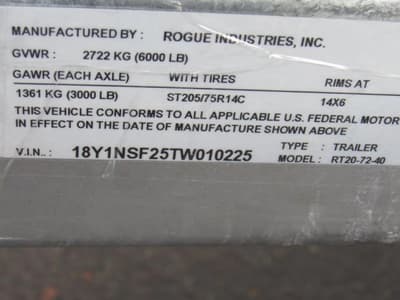 MANUFACTURED BY : ROGUE INDUSTRIES, INC.
GVWR : 2722 KG (6000 LB)
GAWR (EACH AXLE) WITH TIRES RIMS AT
1361 KG (3000 LB) ST205/75R14C 14X6
THIS VEHICLE CONFORMS TO ALL APPLICABLE U.S. FEDERAL MOTOR
IN EFFECT ON THE DATE OF MANUFACTURE SHOWN ABOVE
V.I.N.: 18Y1NSF25TW010225 TYPE : TRAILER
MODEL : RT20-72-40